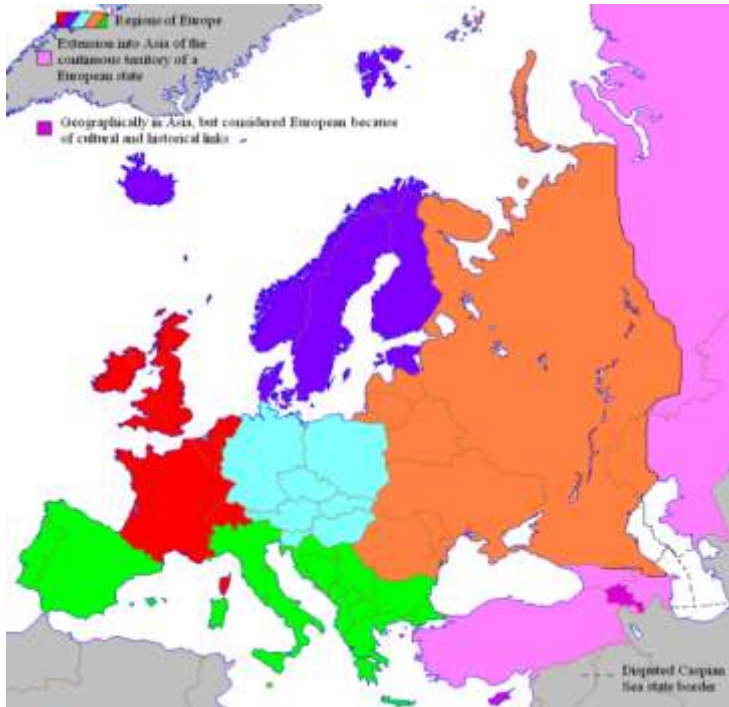 Regions of Europe
Extension into Asia of the
contiuous territory of a
European state
Geographically in Asia, but considered European because
of cultural and historical links
Disputed Caspian
Sea state border